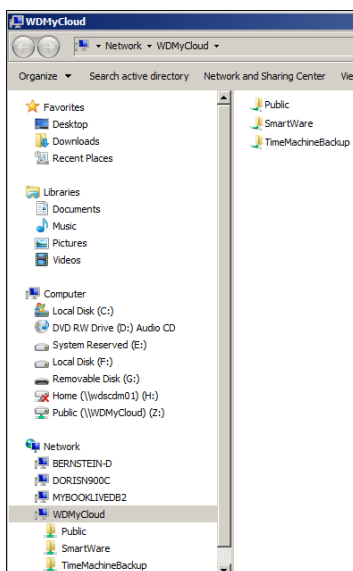 WDMyCloud
Network WDMyCloud
Organize Search active directory Network and Sharing Center Vie
Favorites
Desktop
Downloads
Recent Places
Libraries
Documents
Music
Pictures
Videos
Computer
Local Disk (C:)
DVD RW Drive (D:) Audio CD
System Reserved (E:)
Local Disk (F:)
Removable Disk (G:)
Home (\\wdscdm01) (H:)
Public (\\WDMyCloud) (Z:)
Network
BERNSTEIN-D
DORISN900C
MYBOOKLIVEDB2
WDMyCloud
Public
SmartWare
TimeMachineBackup
Public
SmartWare
TimeMachineBackup